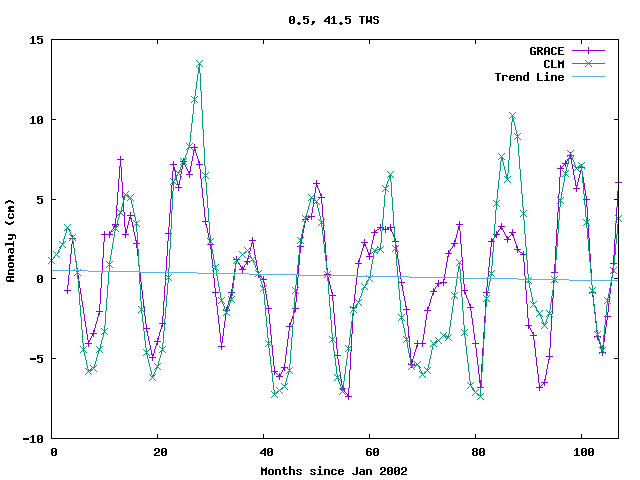 0.5, 41.5 TWS
GRACE
CLM
Trend Line
15
10
5
0
-5
-10
Anomaly (cm)
0 20 40 60 80 100
Months since Jan 2002